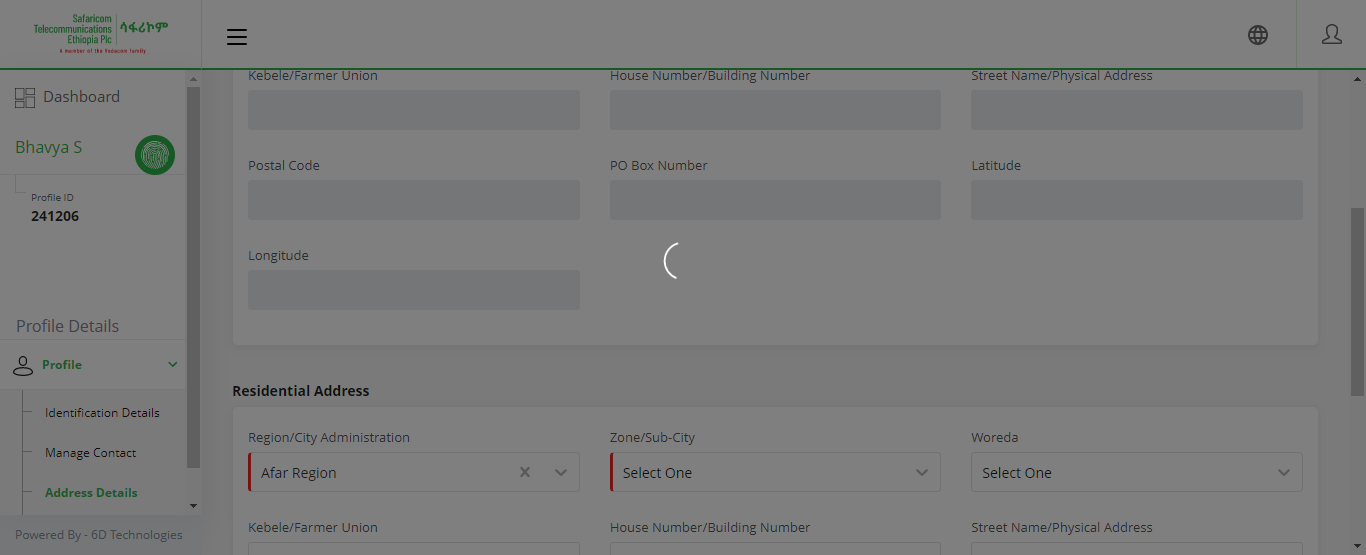 Safaricom
Telecommunications
Ethiopia Plc
ሳፋሪኮም
A member of the Vodacom family
Dashboard
Bhavya S
Profile ID
241206
Profile Details
Profile
Identification Details
Manage Contact
Address Details
Powered By - 6D Technologies
Kebele/Farmer Union
House Number/Building Number
Street Name/Physical Address
Postal Code
PO Box Number
Latitude
Longitude
Residential Address
Region/City Administration
Zone/Sub-City
Woreda
Afar Region
Select One
Select One
Kebele/Farmer Union
House Number/Building Number
Street Name/Physical Address